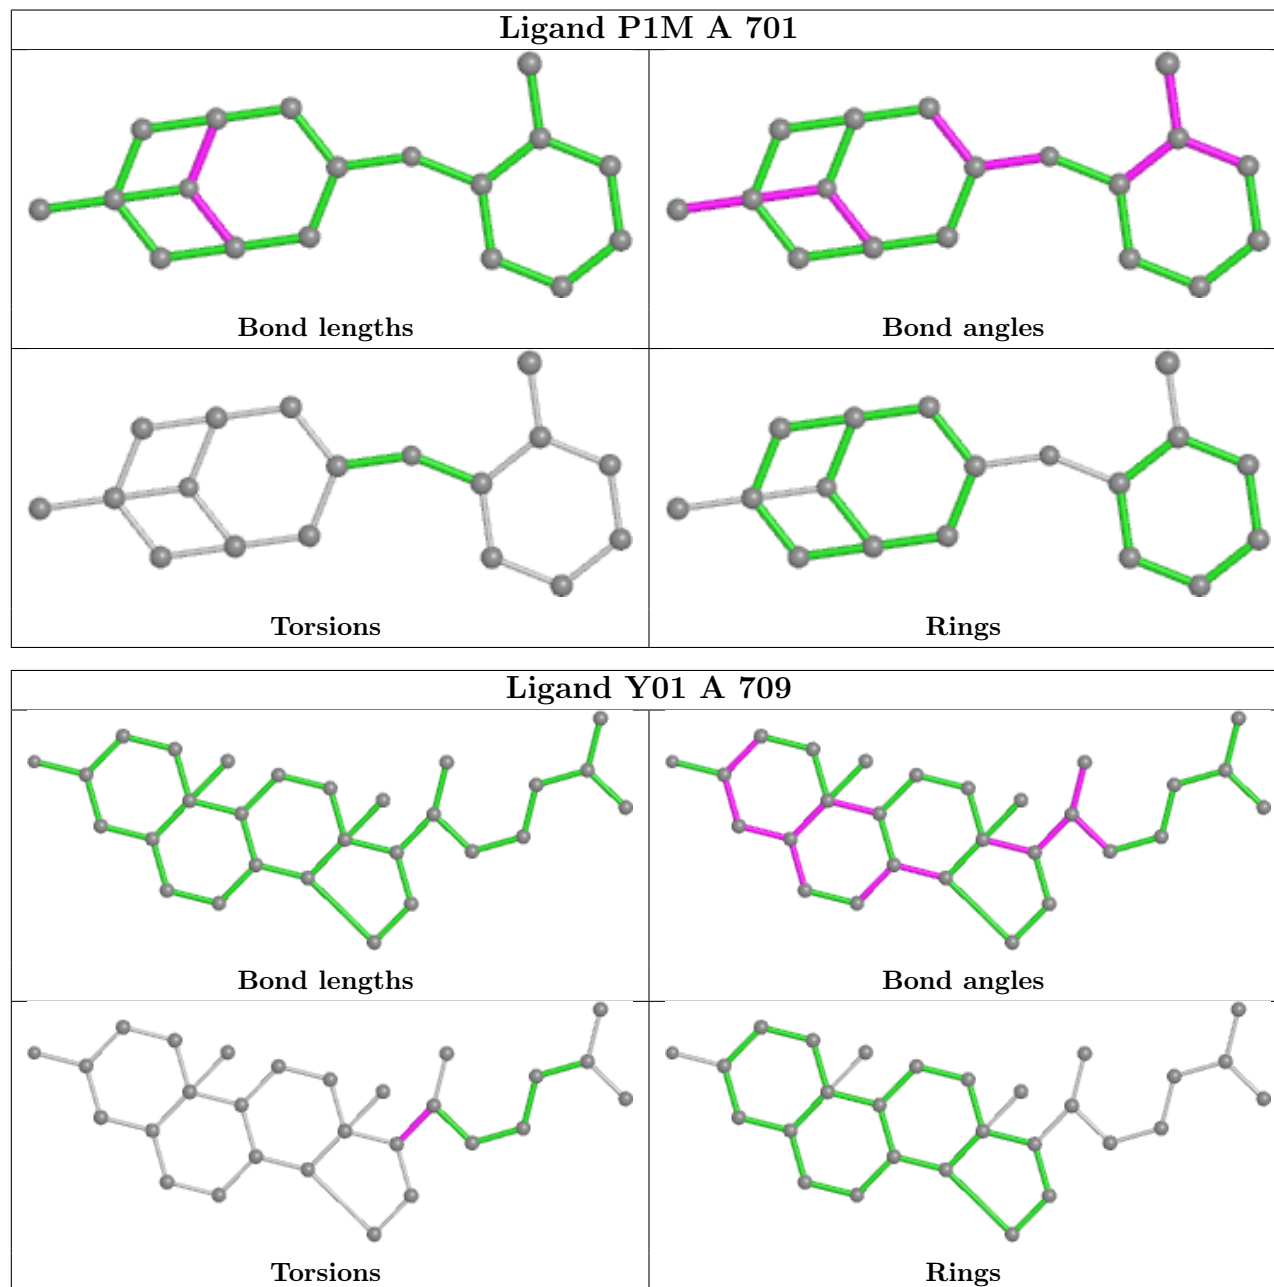 Ligand P1M A 701
Bond lengths
Bond angles
Torsions
Rings
Ligand Y01 A 709
Bond lengths
Bond angles
Torsions
Rings